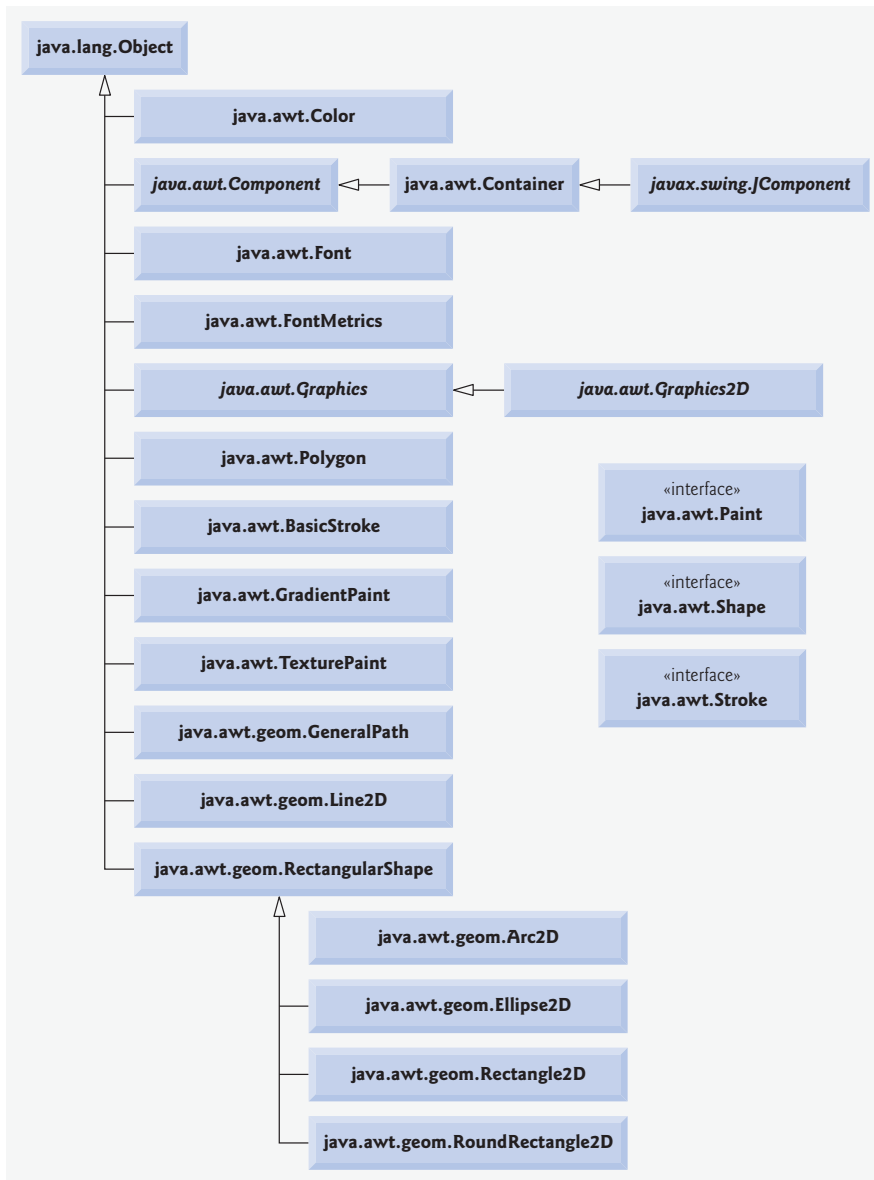 java.lang.Object
java.awt.Color
java.awt.Component
java.awt.Container
javax.swing.JComponent
java.awt.Font
java.awt.FontMetrics
java.awt.Graphics
java.awt.Graphics2D
java.awt.Polygon
«interface»
java.awt.Paint
java.awt.BasicStroke
«interface»
java.awt.Shape
java.awt.GradientPaint
java.awt.TexturePaint
«interface»
java.awt.Stroke
java.awt.geom.GeneralPath
java.awt.geom.Line2D
java.awt.geom.RectangularShape
java.awt.geom.Arc2D
java.awt.geom.Ellipse2D
java.awt.geom.Rectangle2D
java.awt.geom.RoundRectangle2D